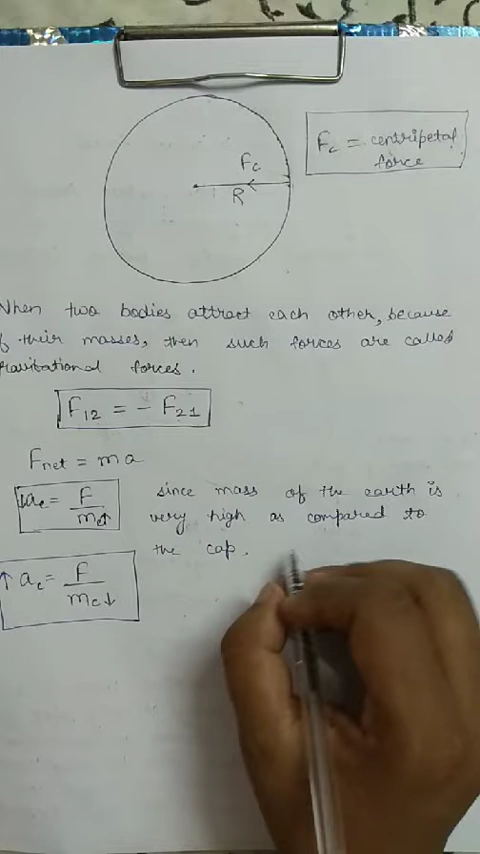 Fc = centripetal
force
Fc
R
When two bodies attract each other, because
of their masses, then such forces are called
gravitational forces.
F12 = - F21
Fnet = ma
↓ae = F/me↑
since mass of the earth is
very high as compared to
the cap.
↑ ac = F/mc↓